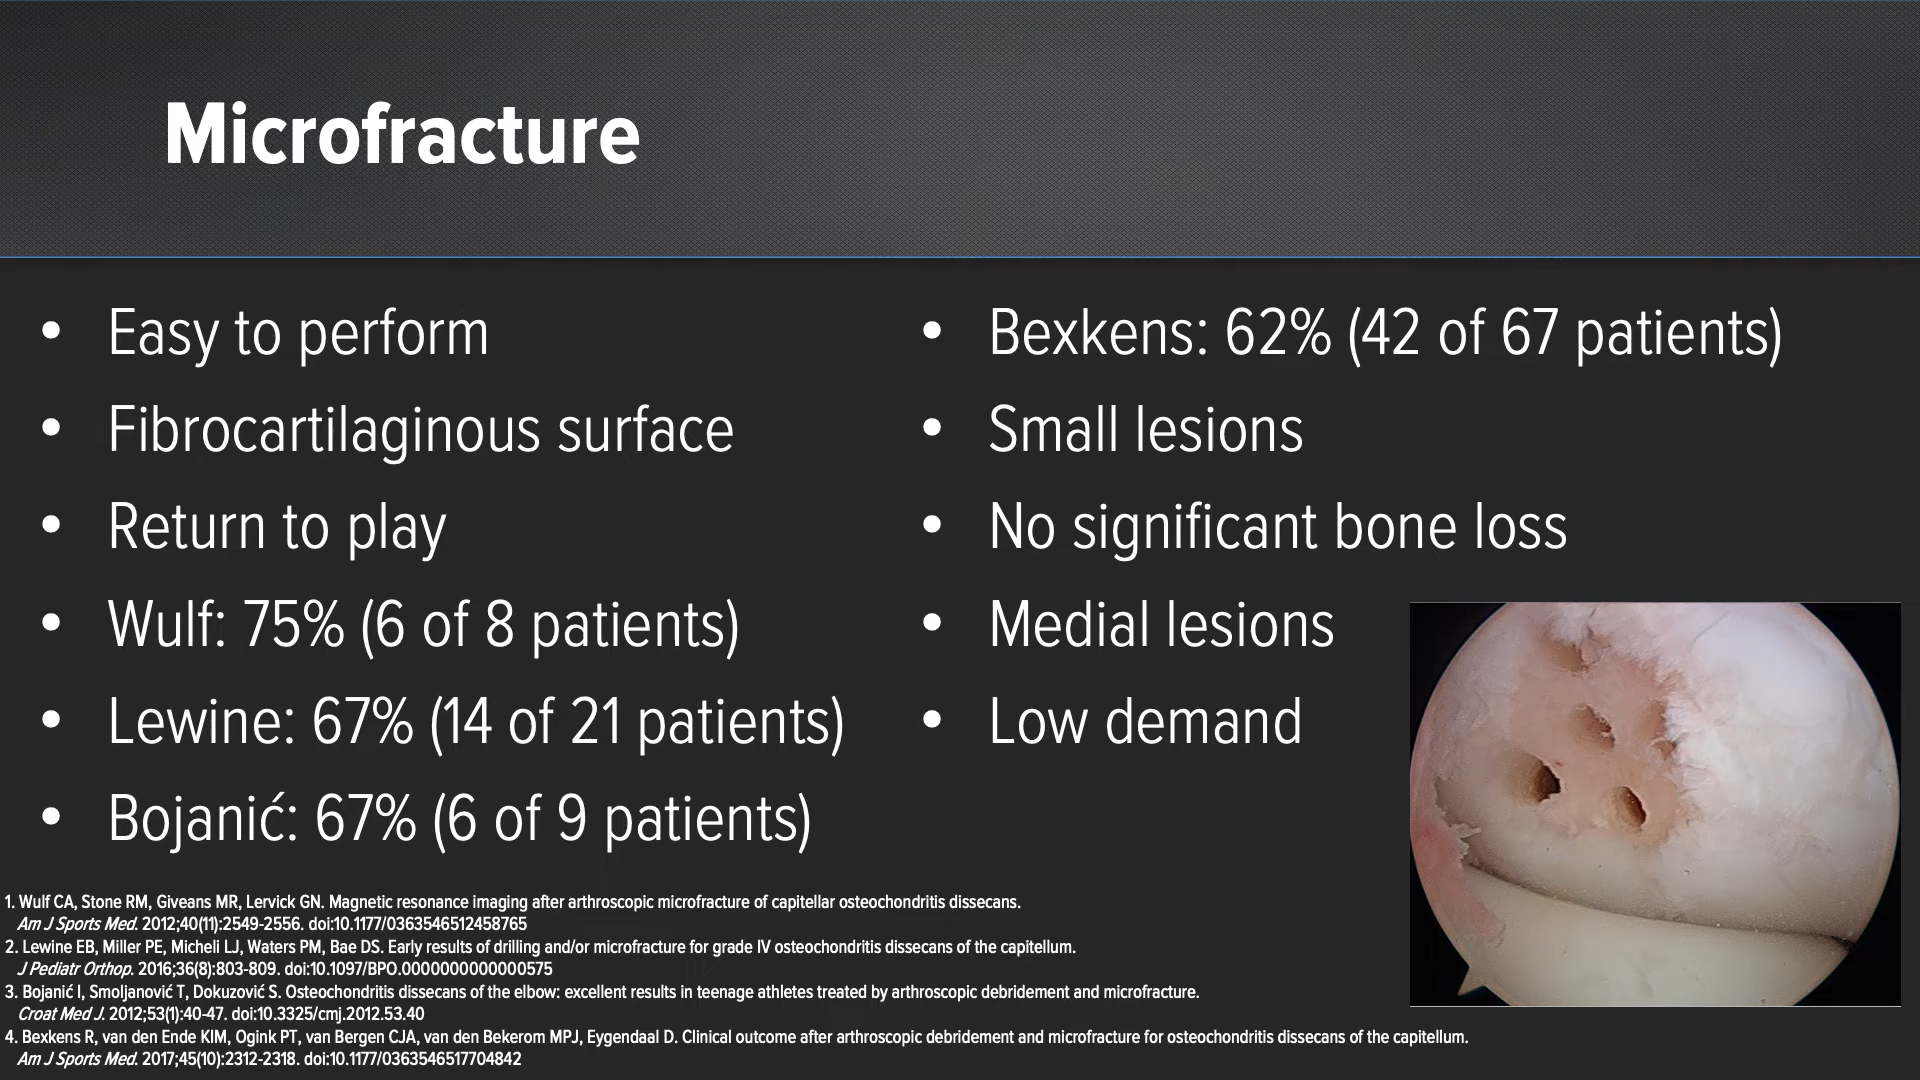 Microfracture
• Easy to perform
• Fibrocartilaginous surface
• Return to play
• Wulf: 75% (6 of 8 patients)
• Lewine: 67% (14 of 21 patients)
• Bojanić: 67% (6 of 9 patients)
• Bexkens: 62% (42 of 67 patients)
• Small lesions
• No significant bone loss
• Medial lesions
• Low demand
1. Wulf CA, Stone RM, Giveans MR, Lervick GN. Magnetic resonance imaging after arthroscopic microfracture of capitellar osteochondritis dissecans.
Am J Sports Med. 2012;40(11):2549-2556. doi:10.1177/0363546512458765
2. Lewine EB, Miller PE, Micheli LJ, Waters PM, Bae DS. Early results of drilling and/or microfracture for grade IV osteochondritis dissecans of the capitellum.
J Pediatr Orthop. 2016;36(8):803-809. doi:10.1097/BPO.0000000000000575
3. Bojanić I, Smoljanović T, Dokuzović S. Osteochondritis dissecans of the elbow: excellent results in teenage athletes treated by arthroscopic debridement and microfracture.
Croat Med J. 2012;53(1):40-47. doi:10.3325/cmj.2012.53.40
4. Bexkens R, van den Ende KIM, Ogink PT, van Bergen CJA, van den Bekerom MPJ, Eygendaal D. Clinical outcome after arthroscopic debridement and microfracture for osteochondritis dissecans of the capitellum.
Am J Sports Med. 2017;45(10):2312-2318. doi:10.1177/0363546517704842